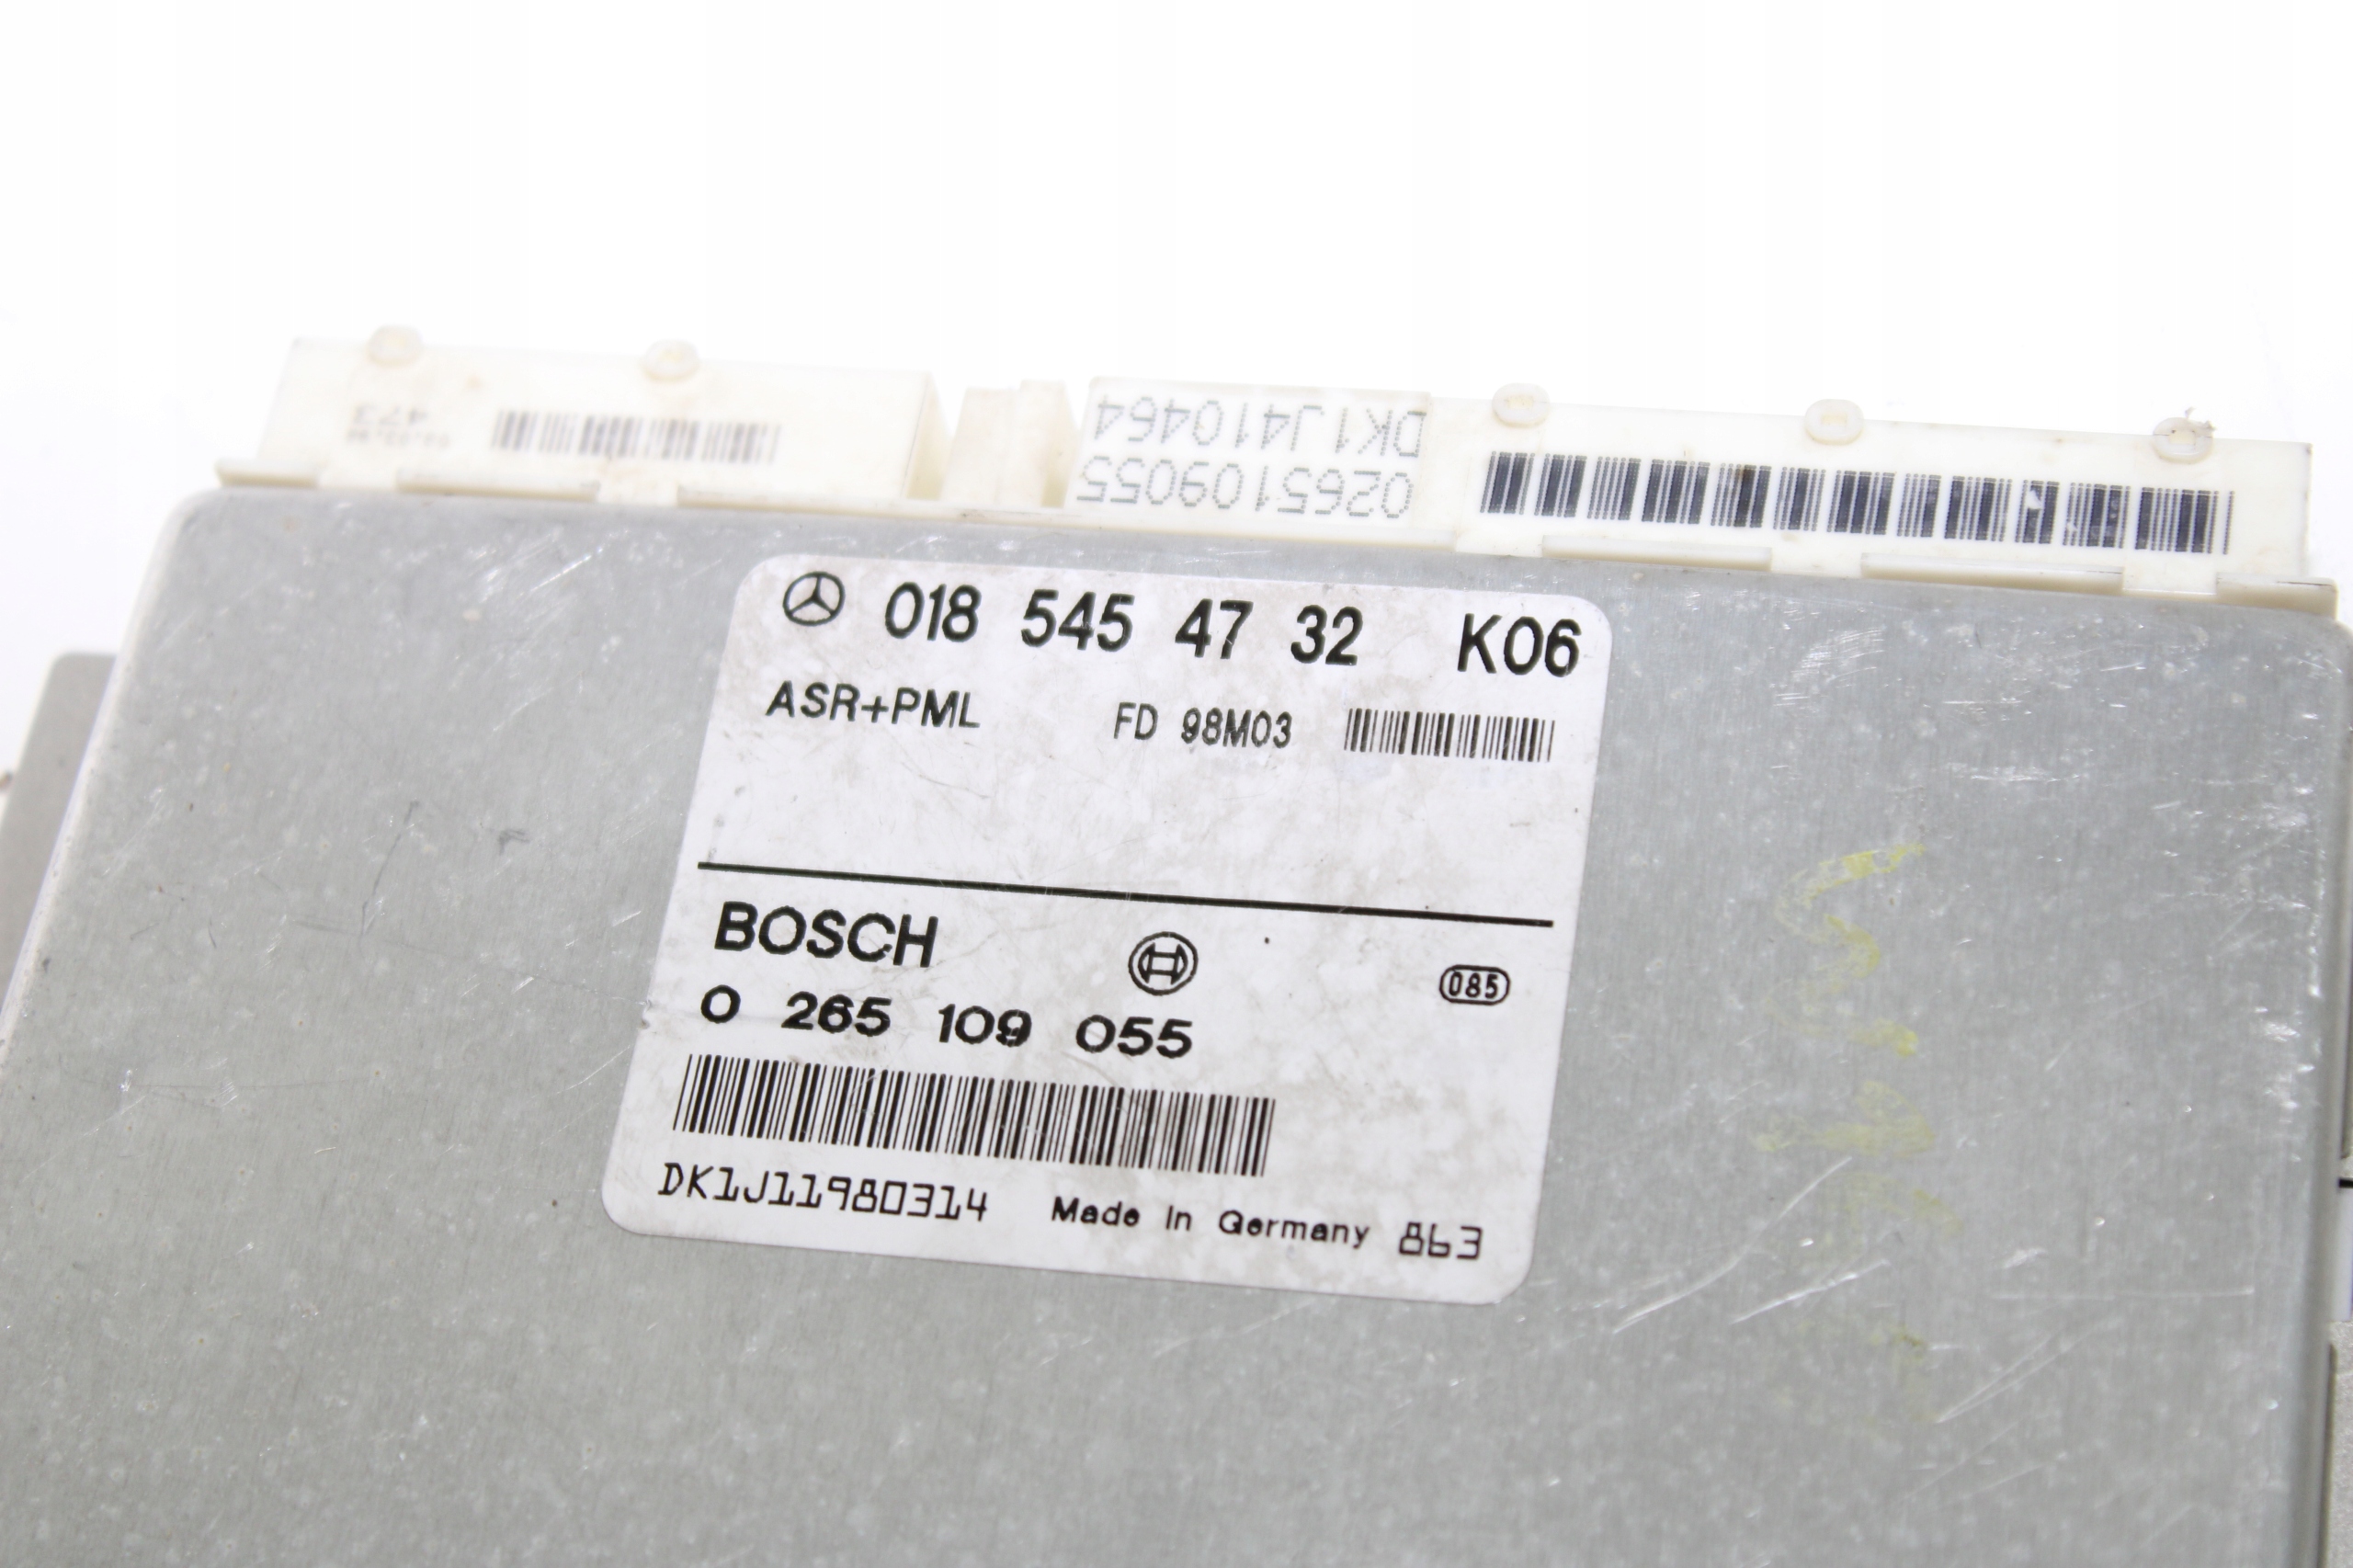 473
DK1J410464
0265109055
018 545 47 32 K06
ASR+PML FD 98M03
BOSCH
085
0 265 109 055
DK1J11980314 Made in Germany 863